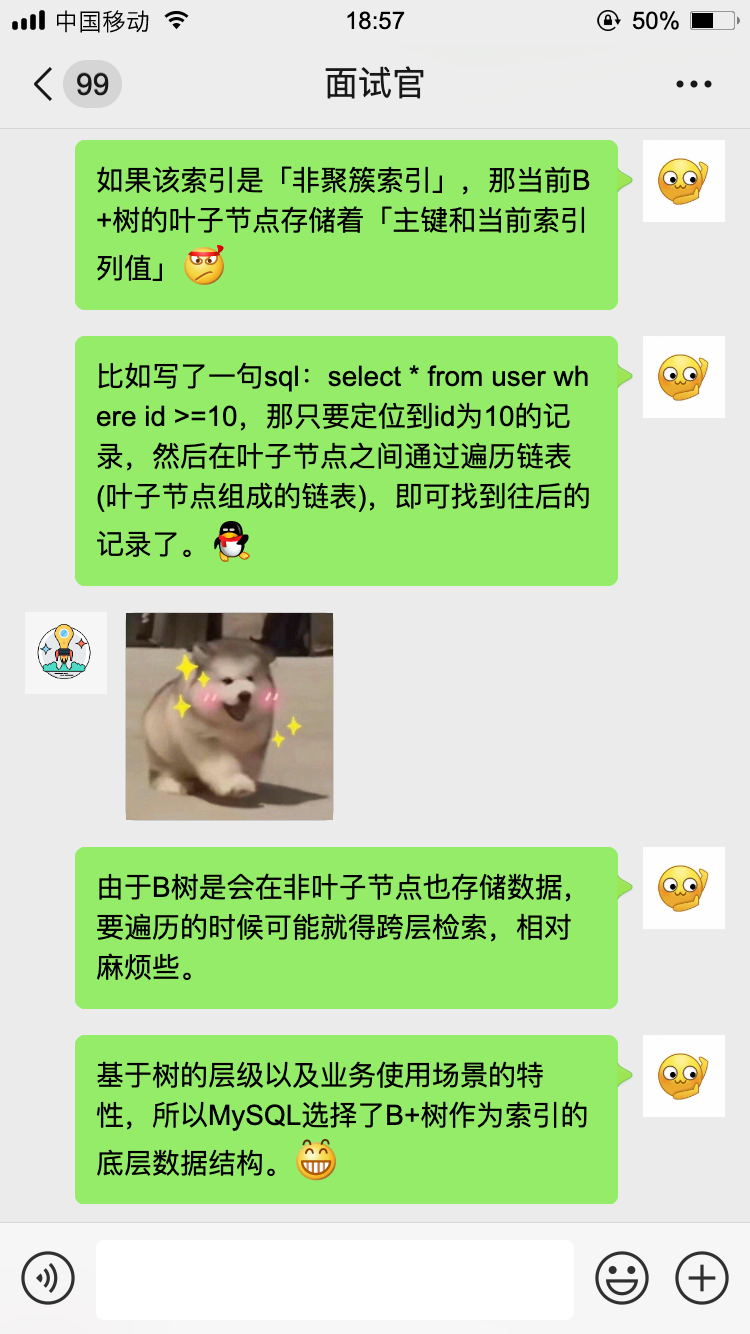 中国移动
18:57
50%
99
面试官
如果该索引是「非聚簇索引」，那当前B
+树的叶子节点存储着「主键和当前索引
列值」
比如写了一句sql：select * from user wh
ere id >=10，那只要定位到id为10的记
录，然后在叶子节点之间通过遍历链表
(叶子节点组成的链表)，即可找到往后的
记录了。
由于B树是会在非叶子节点也存储数据，
要遍历的时候可能就得跨层检索，相对
麻烦些。
基于树的层级以及业务使用场景的特
性，所以MySQL选择了B+树作为索引的
底层数据结构。